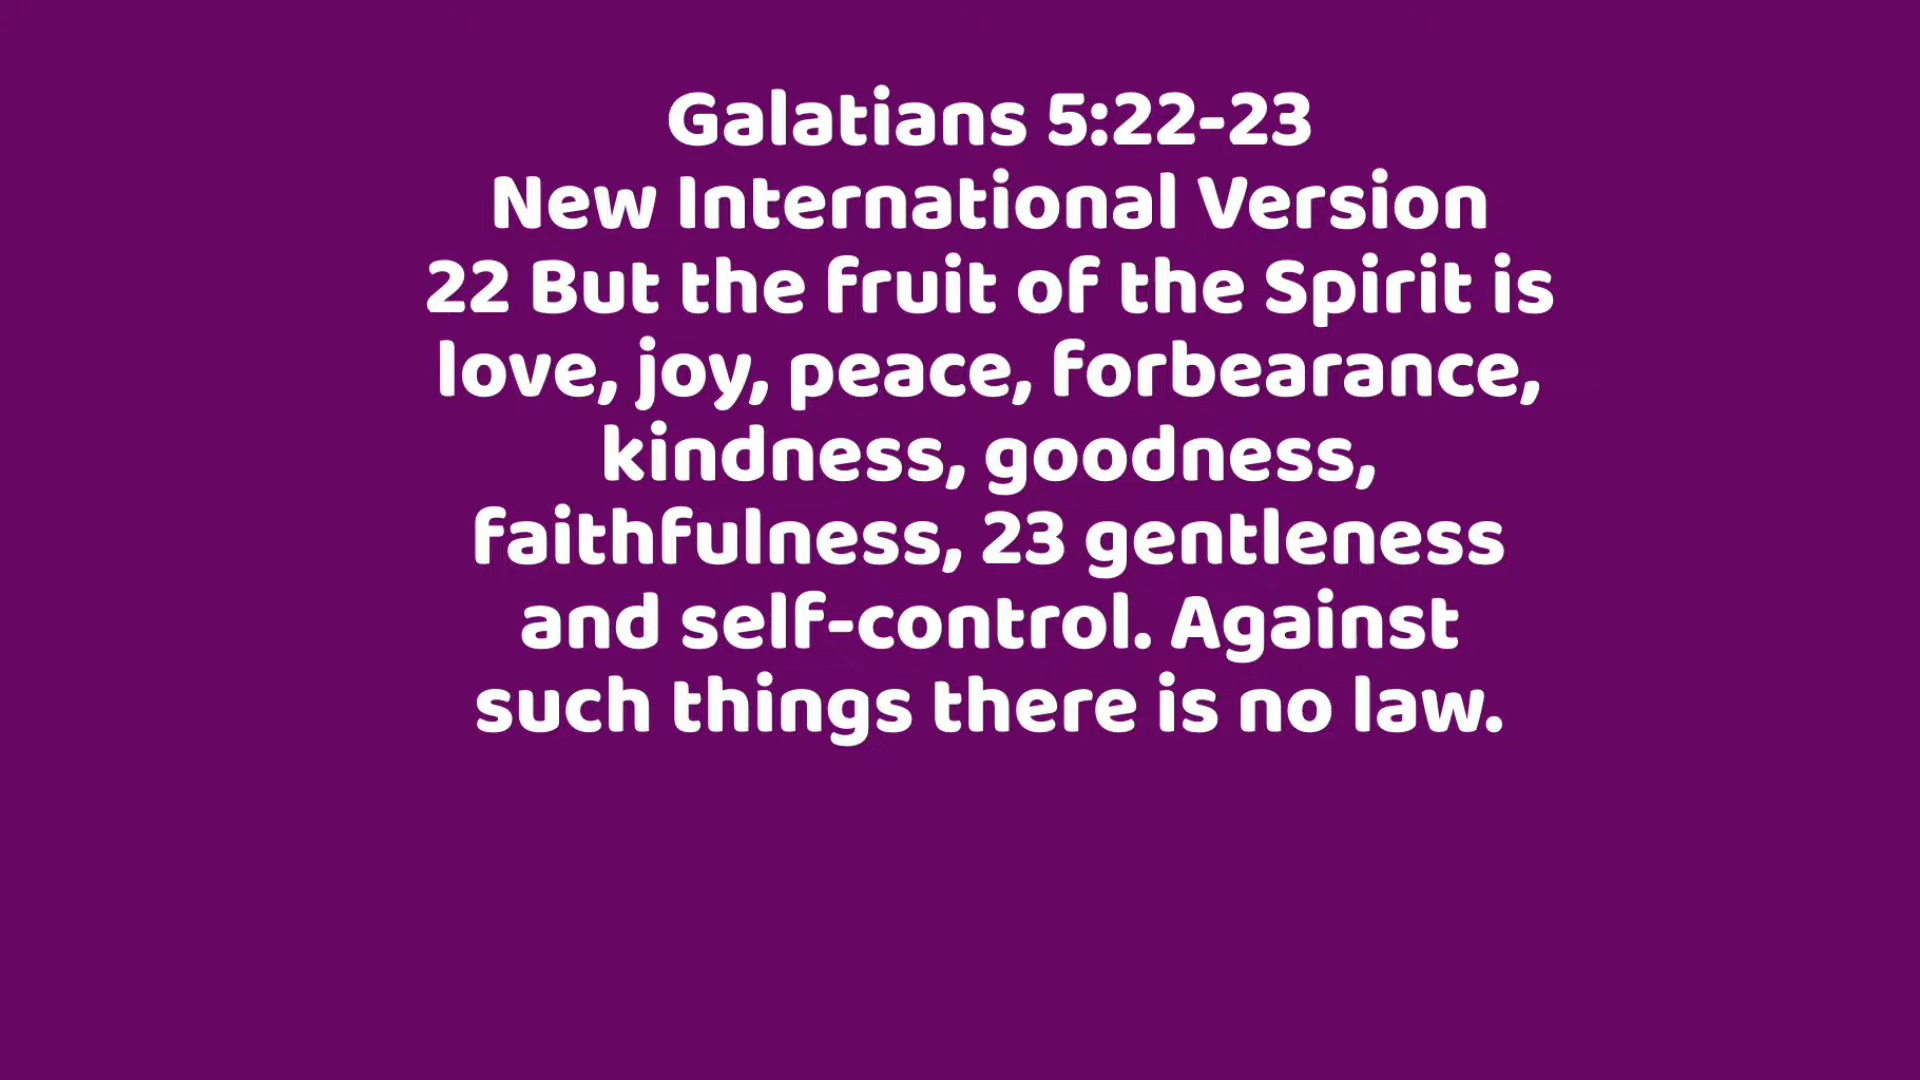 Galatians 5:22-23
New International Version
22 But the fruit of the Spirit is
love, joy, peace, forbearance,
kindness, goodness,
faithfulness, 23 gentleness
and self-control. Against
such things there is no law.